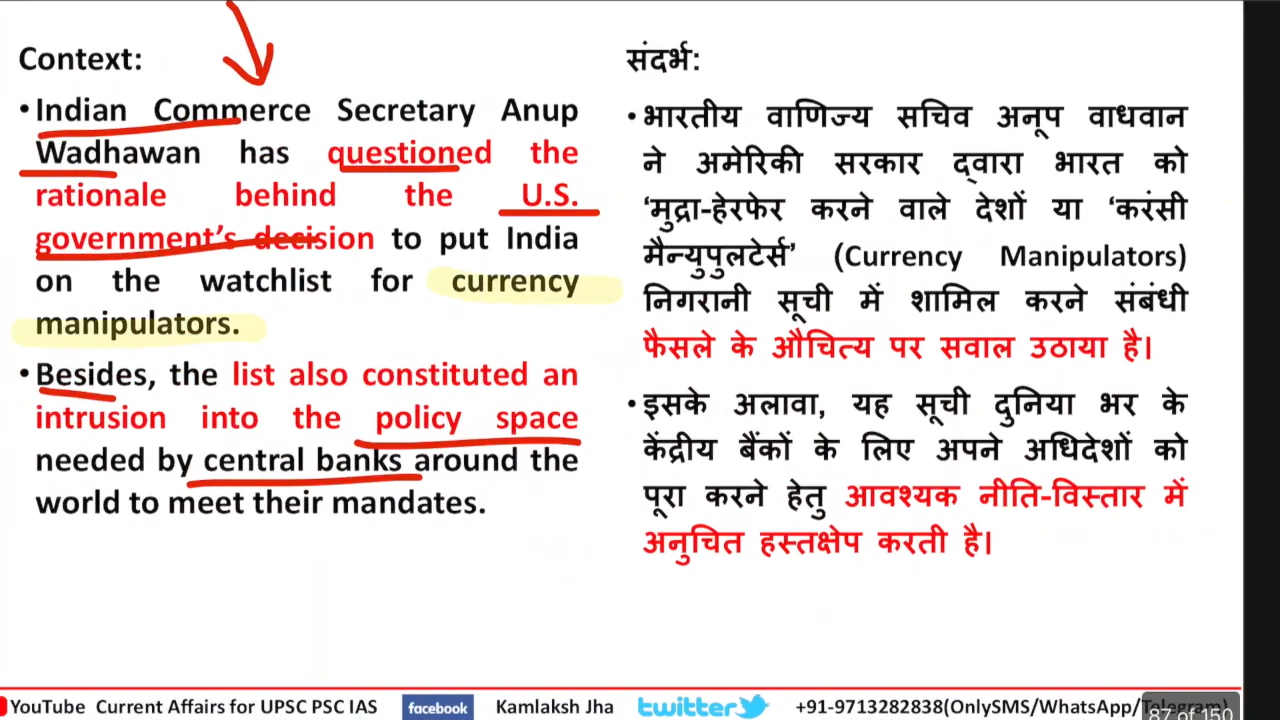 Context:
• Indian Commerce Secretary Anup
Wadhawan has questioned the
rationale behind the U.S.
government's decision to put India
on the watchlist for currency
manipulators.
• Besides, the list also constituted an
intrusion into the policy space
needed by central banks around the
world to meet their mandates.
संदर्भ:
• भारतीय वाणिज्य सचिव अनूप वाधवान
ने अमेरिकी सरकार द्वारा भारत को
‘मुद्रा-हेरफेर करने वाले देशों या ‘करंसी
मैन्युपुलटेर्स’ (Currency Manipulators)
निगरानी सूची में शामिल करने संबंधी
फैसले के औचित्य पर सवाल उठाया है।
• इसके अलावा, यह सूची दुनिया भर के
केंद्रीय बैंकों के लिए अपने अधिदेशों को
पूरा करने हेतु आवश्यक नीति-विस्तार में
अनुचित हस्तक्षेप करती है।
YouTube Current Affairs for UPSC PSC IAS facebook Kamlaksh Jha twitter +91-9713282838(OnlySMS/WhatsApp/Telegram)
87 of 150